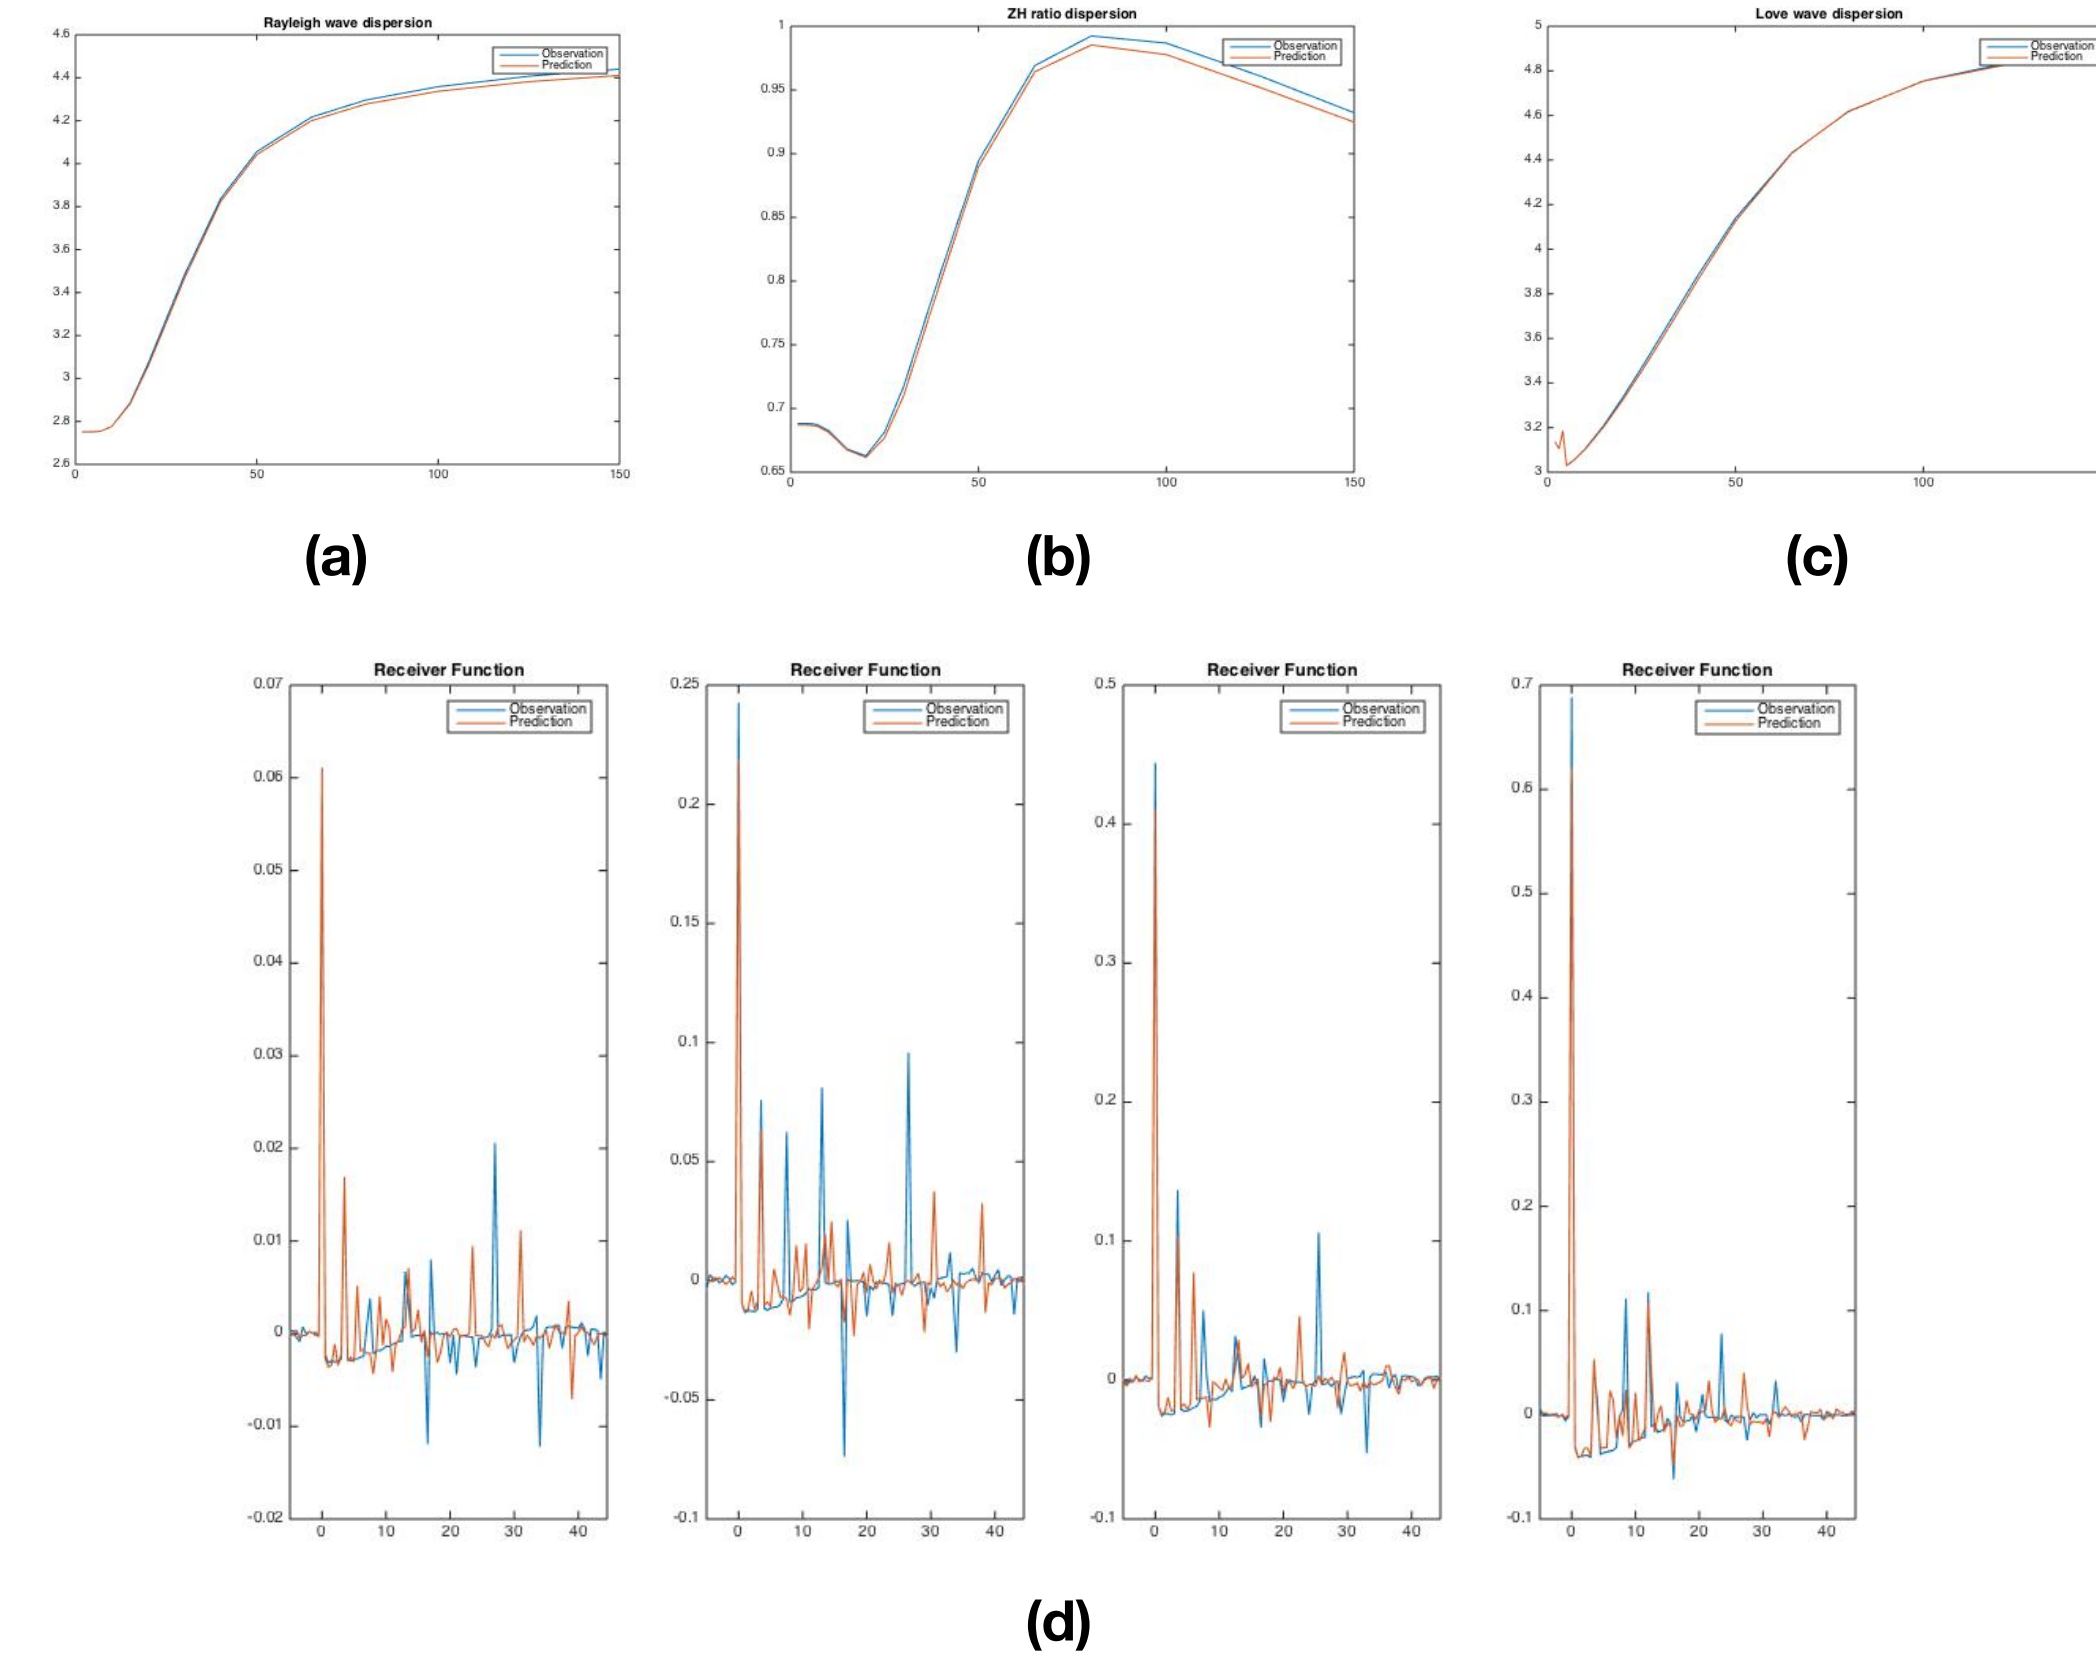 Rayleigh wave dispersion
4.6
4.4
4.2
4
3.8
3.6
3.4
3.2
3
2.8
2.6
0 50 100 150
Observation
Prediction
(a)
ZH ratio dispersion
1
0.95
0.9
0.85
0.8
0.75
0.7
0.65
0 50 100 150
Observation
Prediction
(b)
Love wave dispersion
5
4.8
4.6
4.4
4.2
4
3.8
3.6
3.4
3.2
3
0 50 100
Observation
Prediction
(c)
Receiver Function
0.07
0.06
0.05
0.04
0.03
0.02
0.01
0
-0.01
-0.02
0 10 20 30 40
Observation
Prediction
Receiver Function
0.25
0.2
0.15
0.1
0.05
0
-0.05
-0.1
0 10 20 30 40
Observation
Prediction
Receiver Function
0.5
0.4
0.3
0.2
0.1
0
-0.1
0 10 20 30 40
Observation
Prediction
Receiver Function
0.7
0.6
0.5
0.4
0.3
0.2
0.1
0
-0.1
0 10 20 30 40
Observation
Prediction
(d)